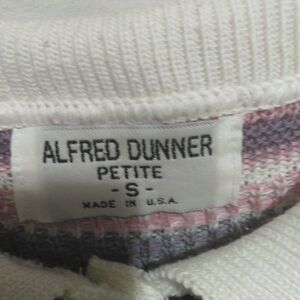 ALFRED DUNNER
PETITE
- S -
MADE IN U.S.A.